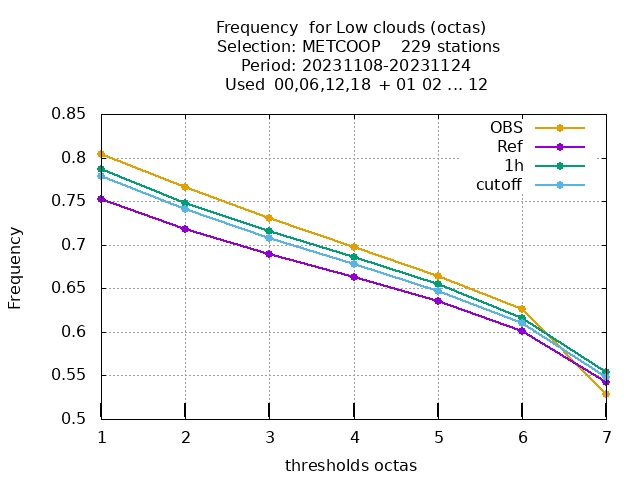 Frequency  for Low clouds (octas)
Selection: METCOOP    229 stations
Period: 20231108-20231124
Used  00,06,12,18 + 01 02 ... 12
0.85
0.8
0.75
0.7
0.65
0.6
0.55
0.5
Frequency
OBS
Ref
1h
cutoff
1 2 3 4 5 6 7
thresholds octas